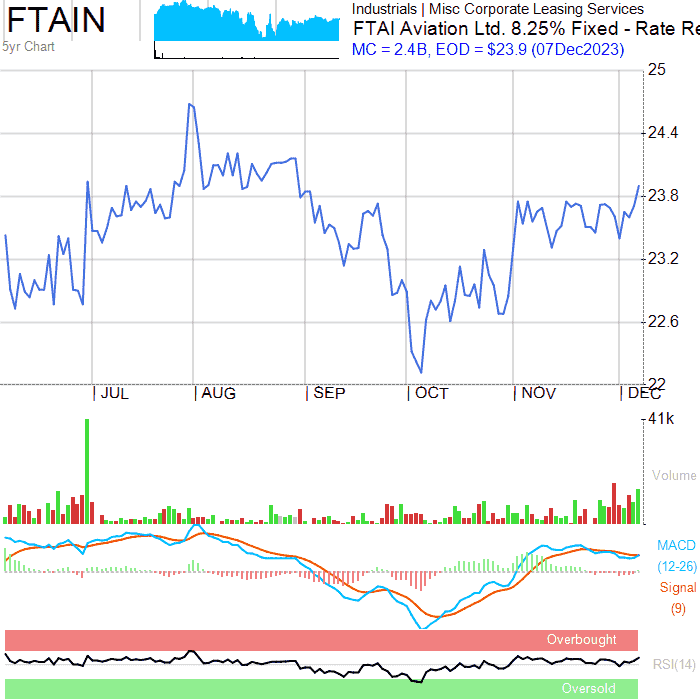 FTAIN
5yr Chart
Industrials | Misc Corporate Leasing Services
FTAI Aviation Ltd. 8.25% Fixed - Rate Re
MC = 2.4B, EOD = $23.9 (07Dec2023)
25
24.4
23.8
23.2
22.6
22
JUL AUG SEP OCT NOV DEC
41k
Volume
MACD
(12-26)
Signal
(9)
Overbought
RSI(14)
Oversold